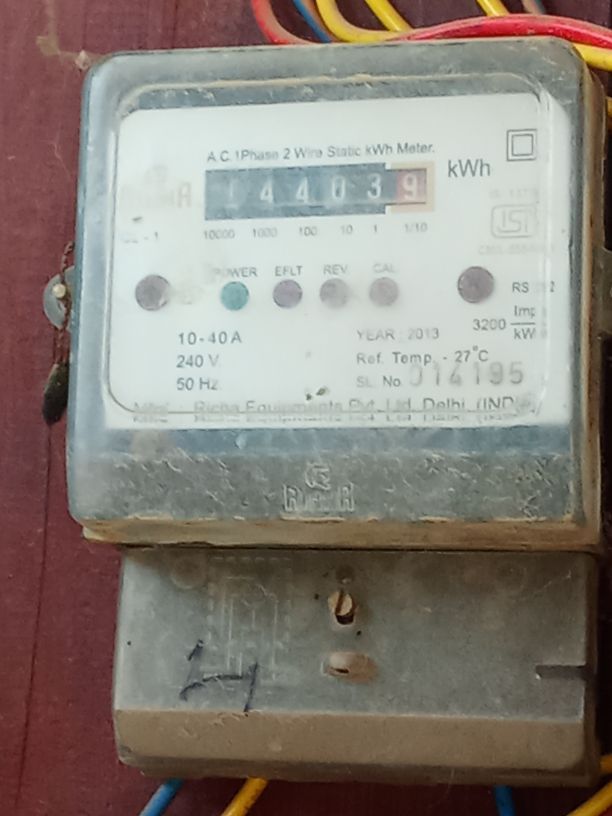 A.C.1Phase 2 Wire Static kWh Meter.
1 4 4 0 3 9 kWh
10000 1000 100 10 1 1/10
POWER EFLT REV CAL
10-40A
240 V
50 Hz
YEAR : 2013
Ref. Temp. - 27°C
SL. No. 014195
3200 Imp
kWh
Richa Equipments Pvt. Ltd. Delhi. (INDIA)